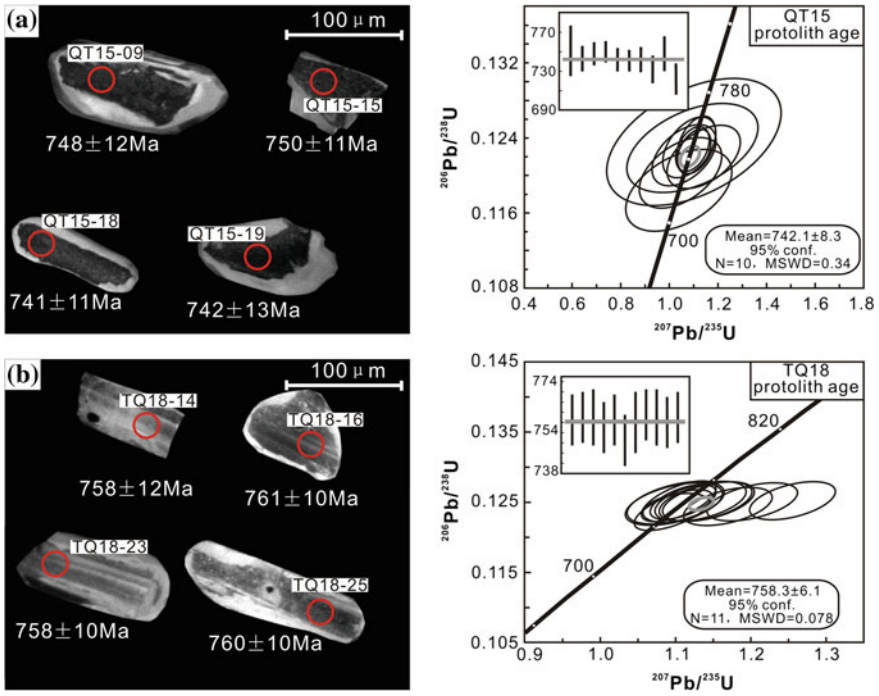 (a)
100 μm
QT15-09
748±12Ma
QT15-15
750±11Ma
QT15-18
741±11Ma
QT15-19
742±13Ma
QT15
protolith age
770
730
690
780
700
Mean=742.1±8.3
95% conf.
N=10, MSWD=0.34
0.132
0.124
0.116
0.108
²⁰⁶Pb/²³⁸U
0.4 0.6 0.8 1.0 1.2 1.4 1.6 1.8
²⁰⁷Pb/²³⁵U
(b)
100 μm
TQ18-14
758±12Ma
TQ18-16
761±10Ma
TQ18-23
758±10Ma
TQ18-25
760±10Ma
TQ18
protolith age
774
754
738
820
700
Mean=758.3±6.1
95% conf.
N=11, MSWD=0.078
0.145
0.135
0.125
0.115
0.105
²⁰⁶Pb/²³⁸U
0.9 1.0 1.1 1.2 1.3
²⁰⁷Pb/²³⁵U